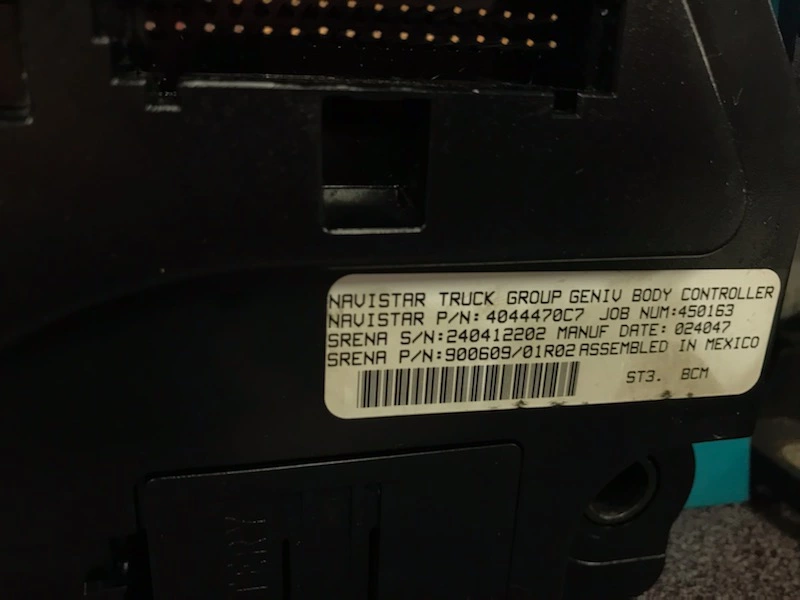 NAVISTAR TRUCK GROUP GENIV BODY CONTROLLER
NAVISTAR P/N: 4044470C7 JOB NUM:450163
SRENA S/N:240412202 MANUF DATE: 024047
SRENA P/N:900609/01R02 ASSEMBLED IN MEXICO
ST3. BCM